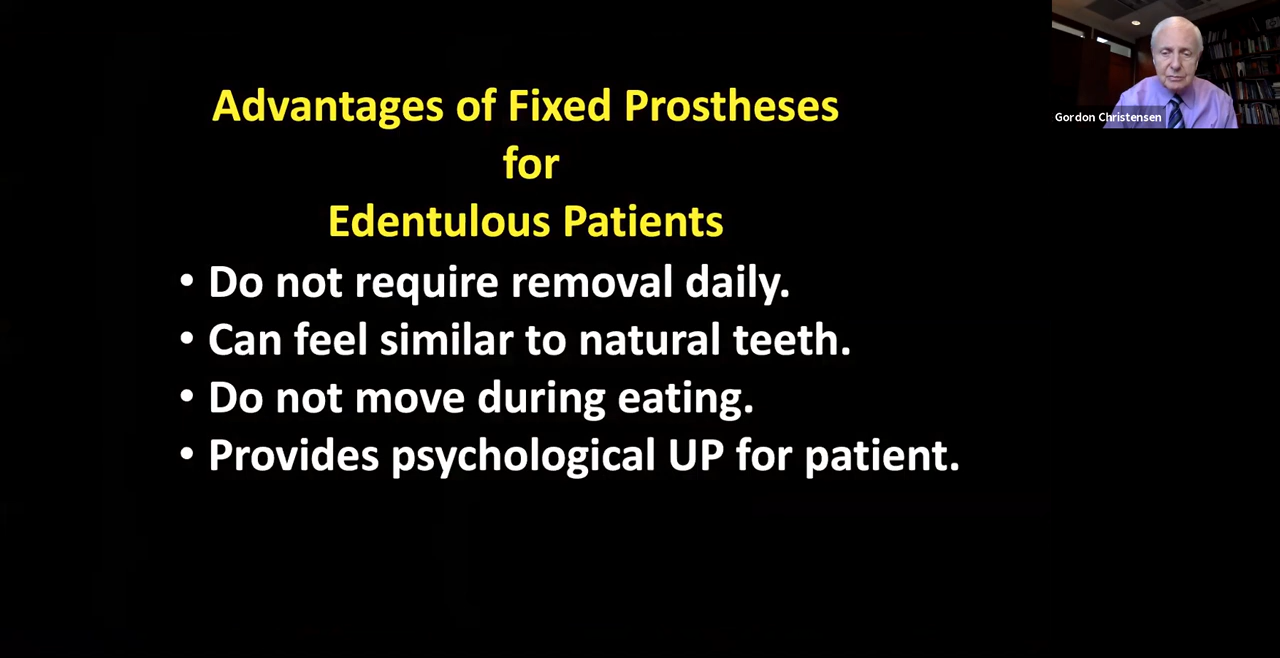 Advantages of Fixed Prostheses
for
Edentulous Patients
• Do not require removal daily.
• Can feel similar to natural teeth.
• Do not move during eating.
• Provides psychological UP for patient.
Gordon Christensen